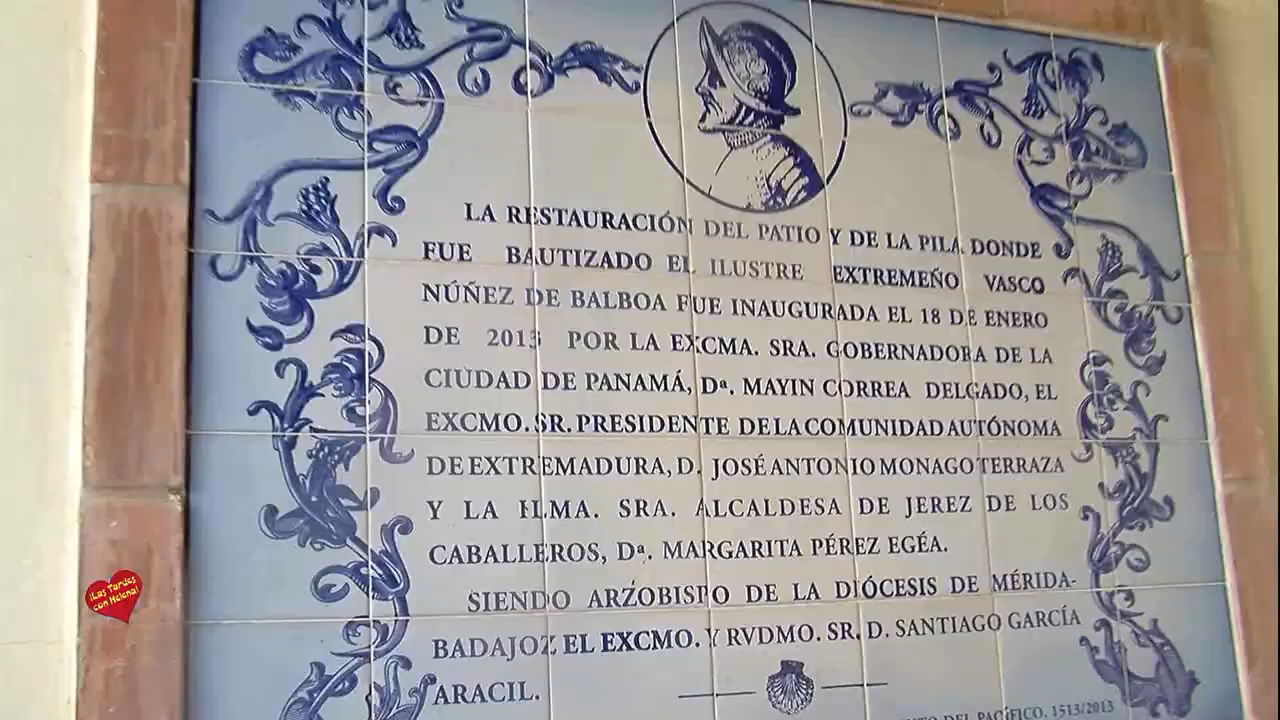 LA RESTAURACIÓN DEL PATIO Y DE LA PILA DONDE
FUE BAUTIZADO EL ILUSTRE EXTREMEÑO VASCO
NÚÑEZ DE BALBOA FUE INAUGURADA EL 18 DE ENERO
DE 2013 POR LA EXCMA. SRA. GOBERNADORA DE LA
CIUDAD DE PANAMÁ, Dª. MAYIN CORREA DELGADO, EL
EXCMO. SR. PRESIDENTE DE LA COMUNIDAD AUTÓNOMA
DE EXTREMADURA, D. JOSÉ ANTONIO MONAGO TERRAZA
Y LA ILMA. SRA. ALCALDESA DE JEREZ DE LOS
CABALLEROS, Dª. MARGARITA PÉREZ EGÉA.
SIENDO ARZOBISPO DE LA DIÓCESIS DE MÉRIDA-
BADAJOZ EL EXCMO. Y RVDMO. SR. D. SANTIAGO GARCÍA
ARACIL.
DEL PACÍFICO, 1513/2013
¡Las Tardes
con Helena!